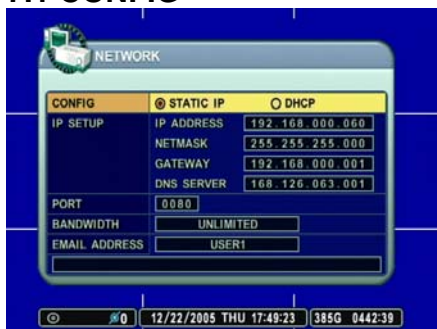 NETWORK
CONFIG STATIC IP DHCP
IP SETUP IP ADDRESS 192.168.000.060
NETMASK 255.255.255.000
GATEWAY 192.168.000.001
DNS SERVER 168.126.063.001
PORT 0080
BANDWIDTH UNLIMITED
EMAIL ADDRESS USER1
0 12/22/2005 THU 17:49:23 385G 0442:39